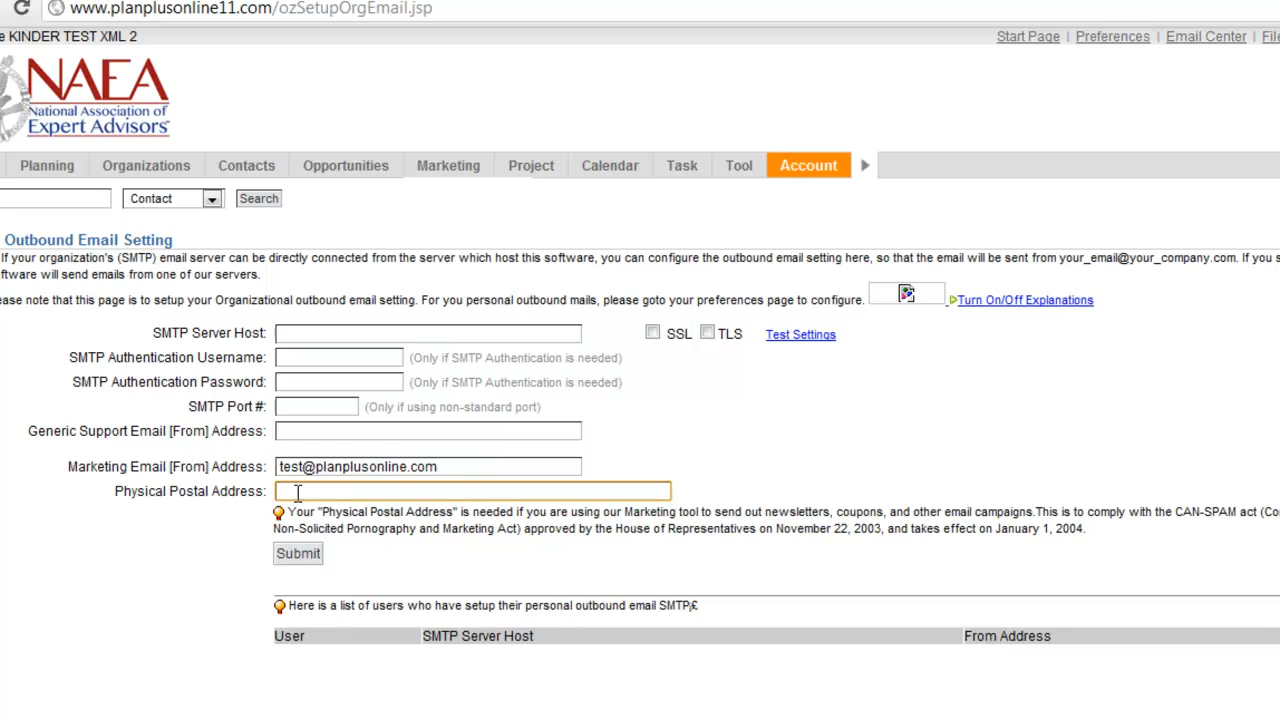 www.planplusonline11.com/ozSetupOrgEmail.jsp
e KINDER TEST XML 2
Start Page | Preferences | Email Center | File
NAEA
National Association of
Expert Advisors
Planning Organizations Contacts Opportunities Marketing Project Calendar Task Tool Account
Contact Search
Outbound Email Setting
If your organization's (SMTP) email server can be directly connected from the server which host this software, you can configure the outbound email setting here, so that the email will be sent from your_email@your_company.com. If you s
ftware will send emails from one of our servers.
ease note that this page is to setup your Organizational outbound email setting. For you personal outbound mails, please goto your preferences page to configure. Turn On/Off Explanations
SMTP Server Host: SSL TLS Test Settings
SMTP Authentication Username: (Only if SMTP Authentication is needed)
SMTP Authentication Password: (Only if SMTP Authentication is needed)
SMTP Port #: (Only if using non-standard port)
Generic Support Email [From] Address:
Marketing Email [From] Address: test@planplusonline.com
Physical Postal Address:
Your "Physical Postal Address" is needed if you are using our Marketing tool to send out newsletters, coupons, and other email campaigns.This is to comply with the CAN-SPAM act (Co
Non-Solicited Pornography and Marketing Act) approved by the House of Representatives on November 22, 2003, and takes effect on January 1, 2004.
Submit
Here is a list of users who have setup their personal outbound email SMTP¡£
User SMTP Server Host From Address